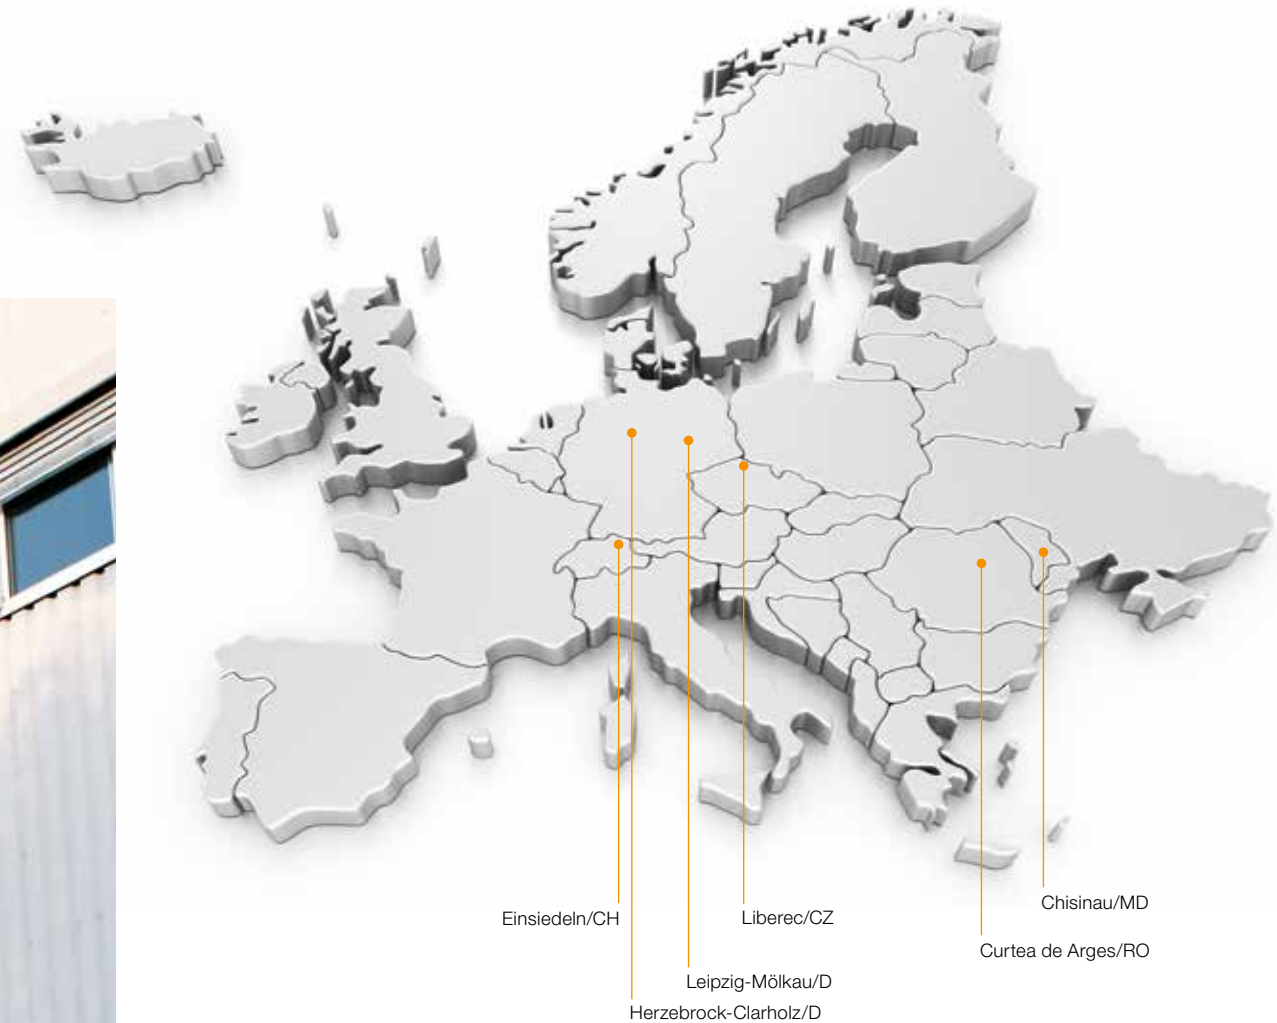 Chisinau/MD
Einsiedeln/CH
Liberec/CZ
Curtea de Arges/RO
Leipzig-Mölkau/D
Herzebrock-Clarholz/D